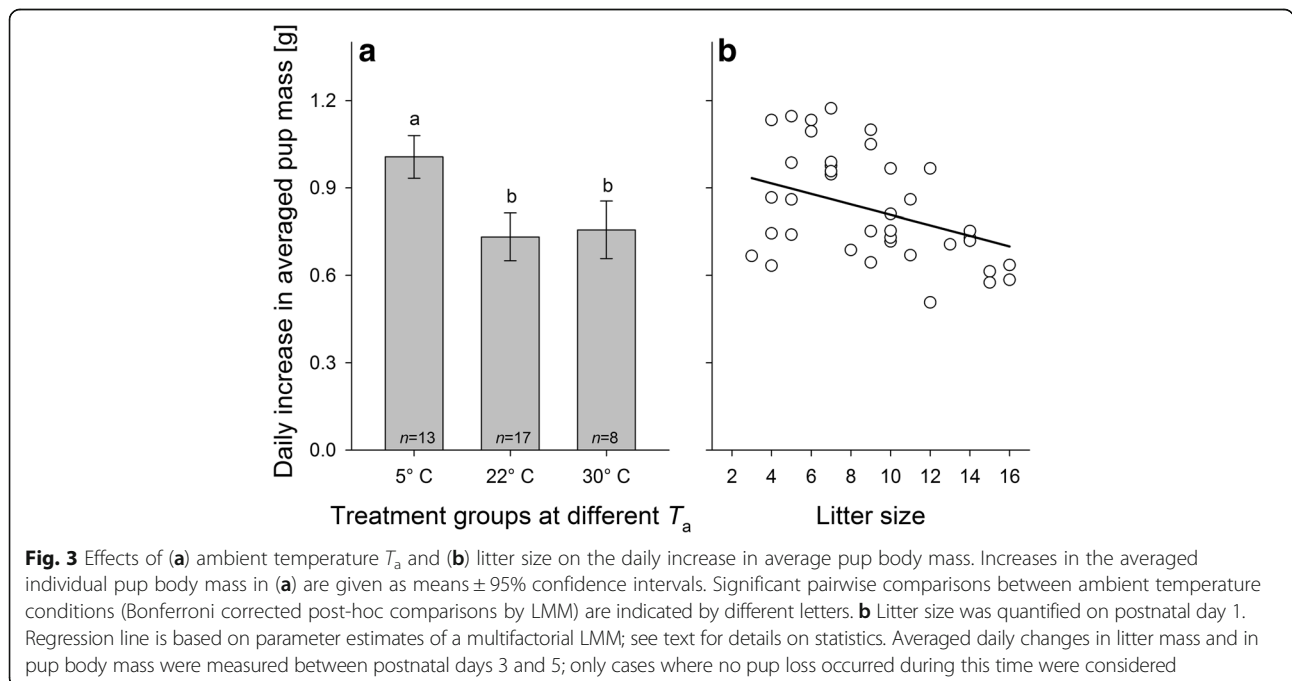 a
b
Daily increase in averaged pup mass [g]
1.2
0.9
0.6
0.3
0.0
a
b
b
n=13
n=17
n=8
5° C
22° C
30° C
2
4
6
8
10
12
14
16
Treatment groups at different Ta
Litter size
Fig. 3 Effects of (a) ambient temperature Ta and (b) litter size on the daily increase in average pup body mass. Increases in the averaged
individual pup body mass in (a) are given as means ± 95% confidence intervals. Significant pairwise comparisons between ambient temperature
conditions (Bonferroni corrected post-hoc comparisons by LMM) are indicated by different letters. b Litter size was quantified on postnatal day 1.
Regression line is based on parameter estimates of a multifactorial LMM; see text for details on statistics. Averaged daily changes in litter mass and in
pup body mass were measured between postnatal days 3 and 5; only cases where no pup loss occurred during this time were considered